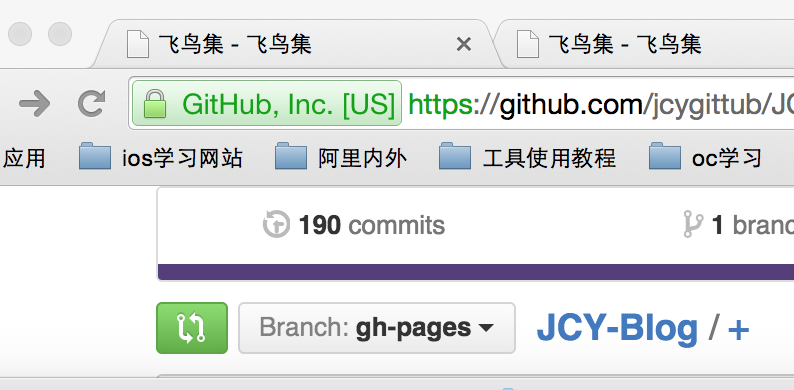 飞鸟集 - 飞鸟集 飞鸟集 - 飞鸟集
GitHub, Inc. [US] https://github.com/jcygittub/JC
应用 ios学习网站 阿里内外 工具使用教程 oc学习
190 commits 1 branc
Branch: gh-pages JCY-Blog / +